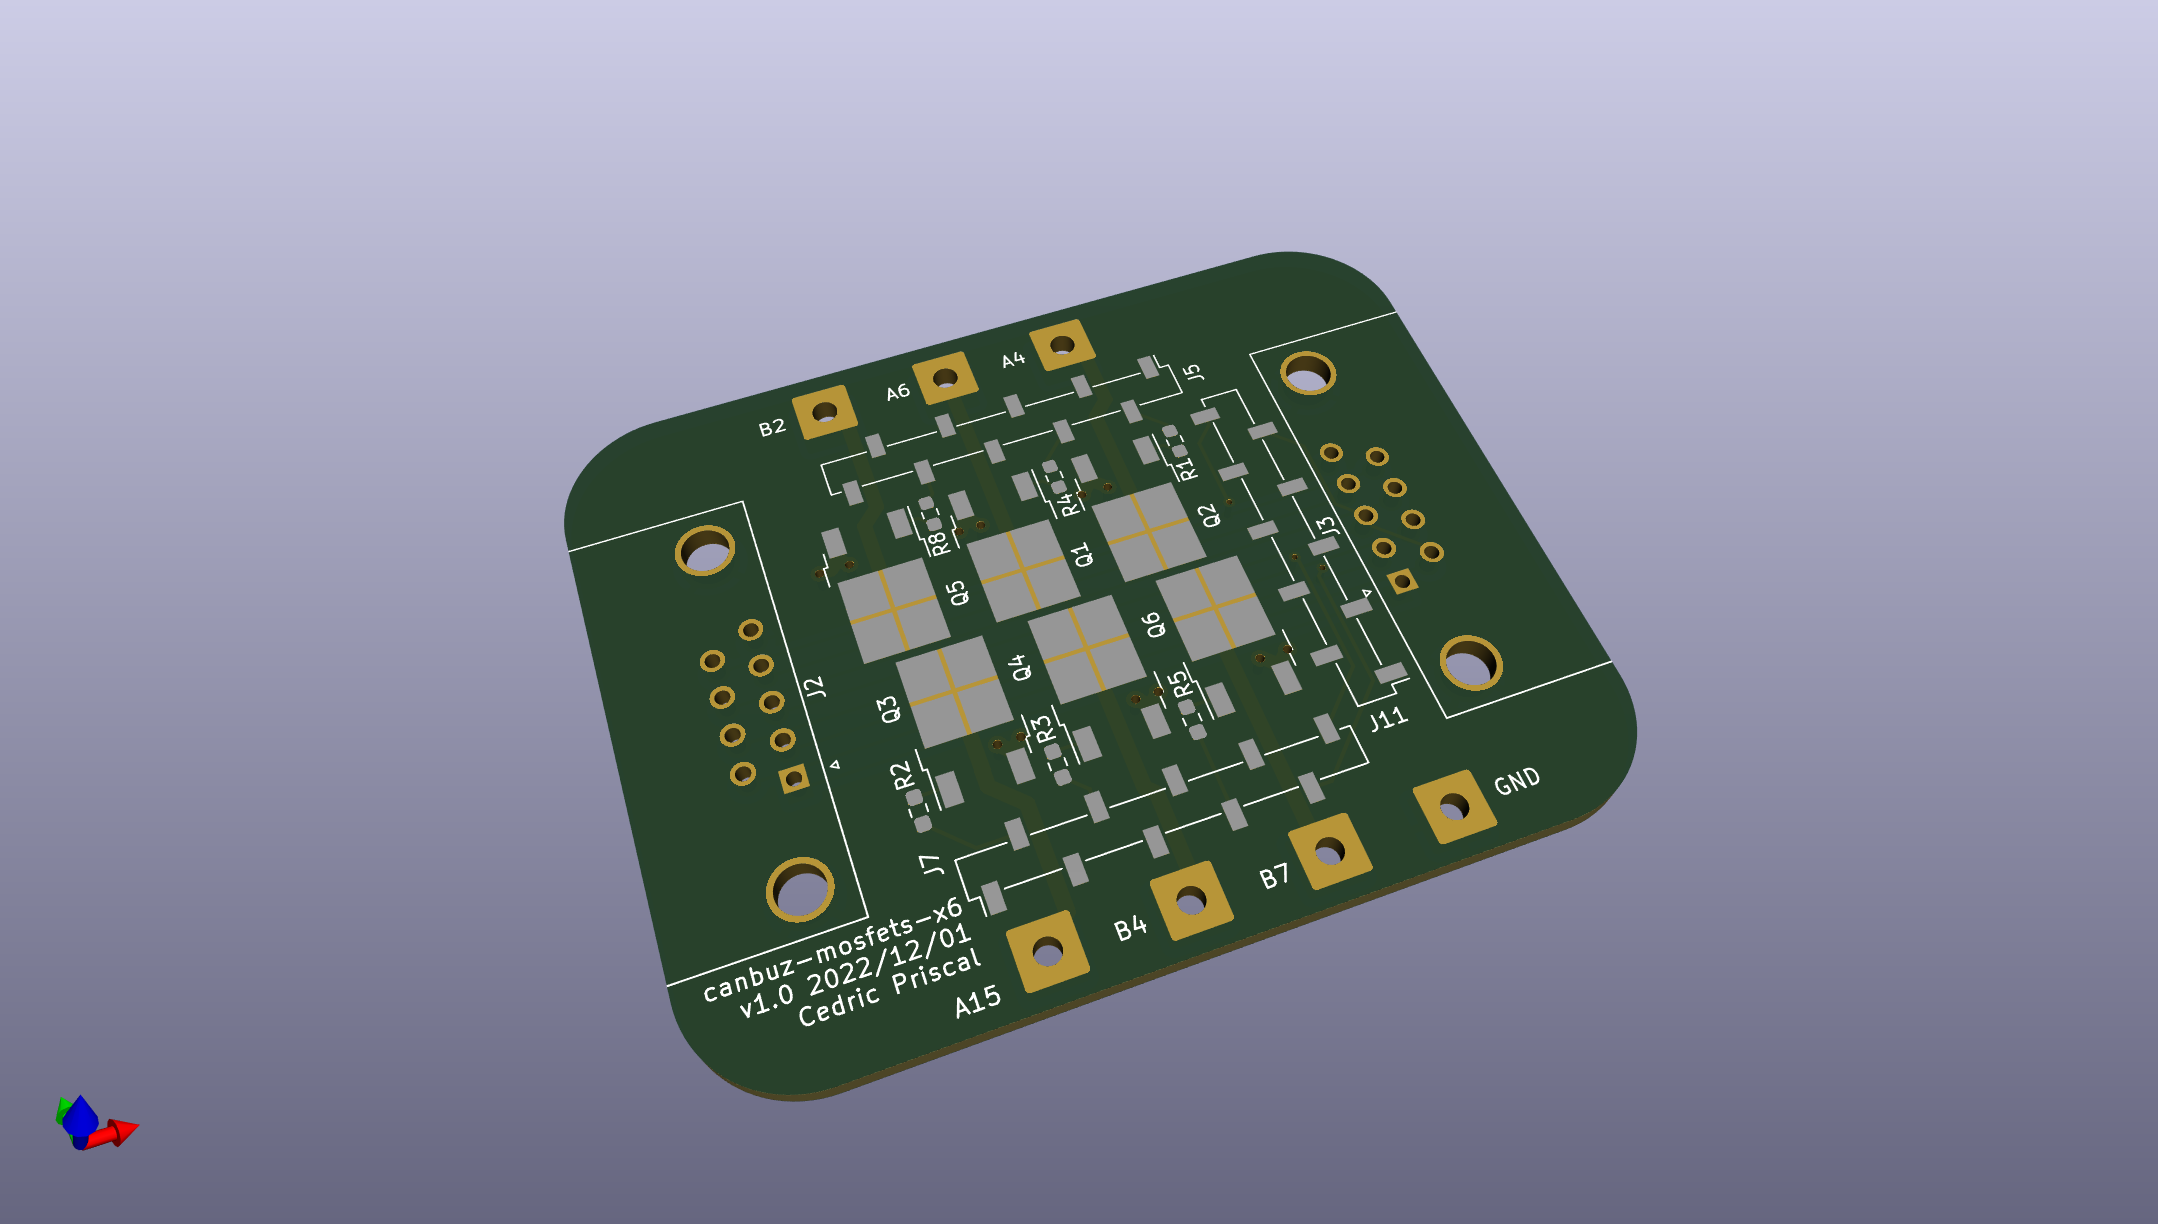 A4
A6
B2
J5
R1
R4
R8
Q2
Q1
Q5
J3
Q6
Q4
Q3
J2
R5
R3
R2
J11
J7
GND
B7
B4
A15
canbuz-mosfets-x6
v1.0 2022/12/01
Cedric Priscal